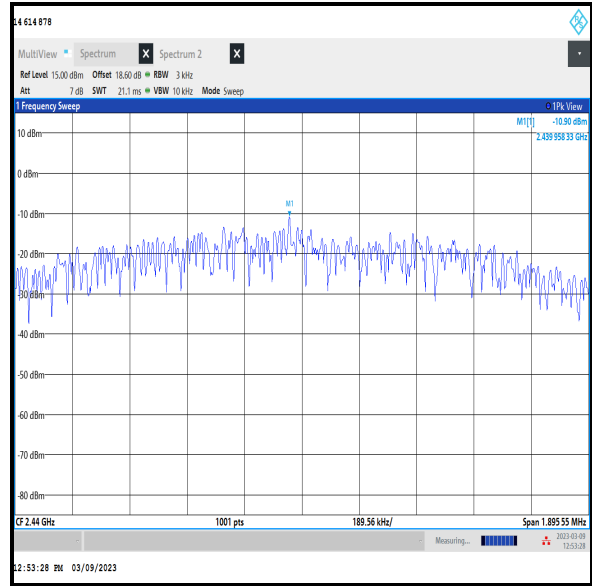 14 614 878
MultiView Spectrum X Spectrum 2 X
Ref Level 15.00 dBm Offset 18.60 dB RBW 3 kHz
Att 7 dB SWT 21.1 ms VBW 10 kHz Mode Sweep
1 Frequency Sweep 1Pk View
M1[1] -10.90 dBm
2.439 958 33 GHz
10 dBm
0 dBm
M1
-10 dBm
-20 dBm
-30 dBm
-40 dBm
-50 dBm
-60 dBm
-70 dBm
-80 dBm
CF 2.44 GHz 1001 pts 189.56 kHz/ Span 1.895 55 MHz
Measuring... 2023-03-09
12:53:28
12:53:28 PM 03/09/2023